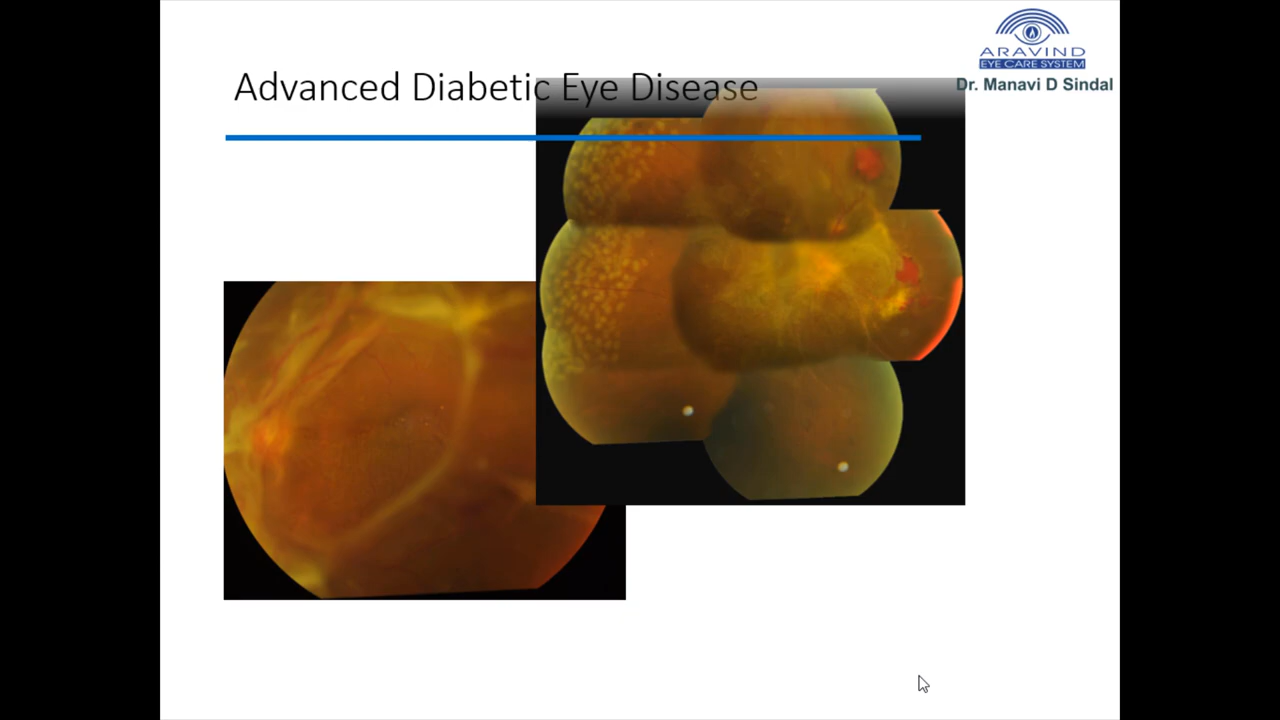 ARAVIND
EYE CARE SYSTEM
Dr. Manavi D Sindal
Advanced Diabetic Eye Disease